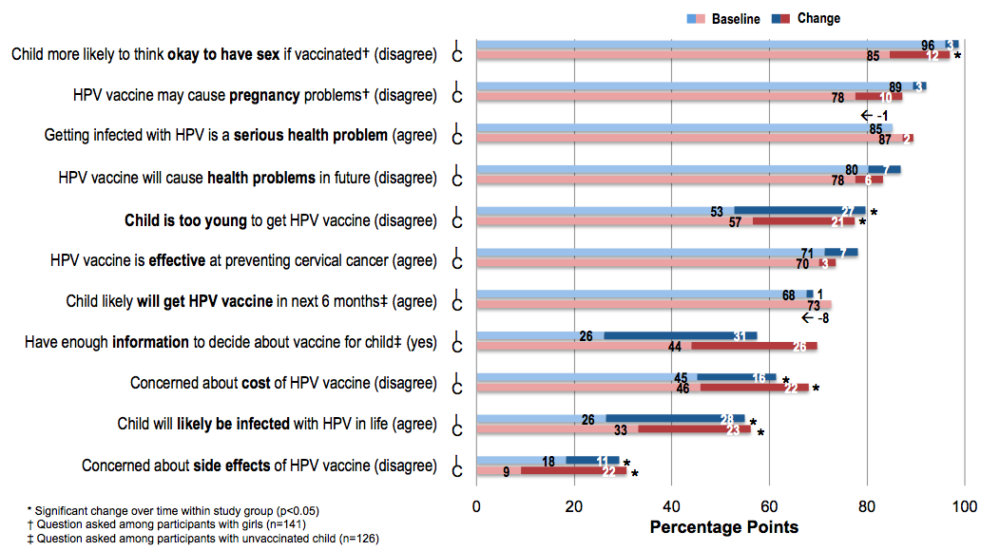 Baseline Change
Child more likely to think okay to have sex if vaccinated† (disagree) I 96 3
C 85 12 *
HPV vaccine may cause pregnancy problems† (disagree) I 89 3
C 78 10
← -1
Getting infected with HPV is a serious health problem (agree) I 85
C 87 2
HPV vaccine will cause health problems in future (disagree) I 80 7
C 78 6
Child is too young to get HPV vaccine (disagree) I 53 27 *
C 57 21 *
HPV vaccine is effective at preventing cervical cancer (agree) I 71 7
C 70 3
Child likely will get HPV vaccine in next 6 months‡ (agree) I 68 1
C 73
← -8
Have enough information to decide about vaccine for child‡ (yes) I 26 31
C 44 26
Concerned about cost of HPV vaccine (disagree) I 45 16 *
C 46 22 *
Child will likely be infected with HPV in life (agree) I 26 28 *
C 33 23 *
Concerned about side effects of HPV vaccine (disagree) I 18 11 *
C 9 22 *
0 20 40 60 80 100
Percentage Points
* Significant change over time within study group (p<0.05)
† Question asked among participants with girls (n=141)
‡ Question asked among participants with unvaccinated child (n=126)